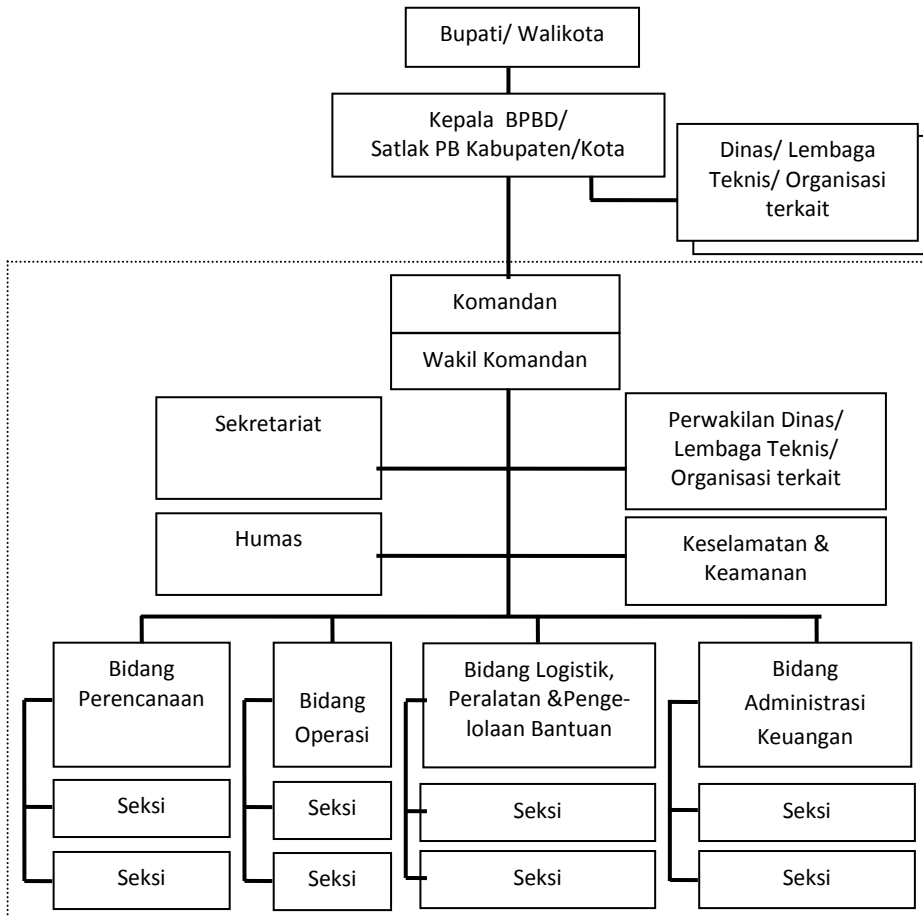 Bupati/ Walikota
Kepala BPBD/
Satlak PB Kabupaten/Kota
Dinas/ Lembaga
Teknis/ Organisasi
terkait
Komandan
Wakil Komandan
Sekretariat
Perwakilan Dinas/
Lembaga Teknis/
Organisasi terkait
Humas
Keselamatan &
Keamanan
Bidang
Perencanaan
Bidang
Operasi
Bidang Logistik,
Peralatan &Penge-
lolaan Bantuan
Bidang
Administrasi
Keuangan
Seksi
Seksi
Seksi
Seksi
Seksi
Seksi
Seksi
Seksi